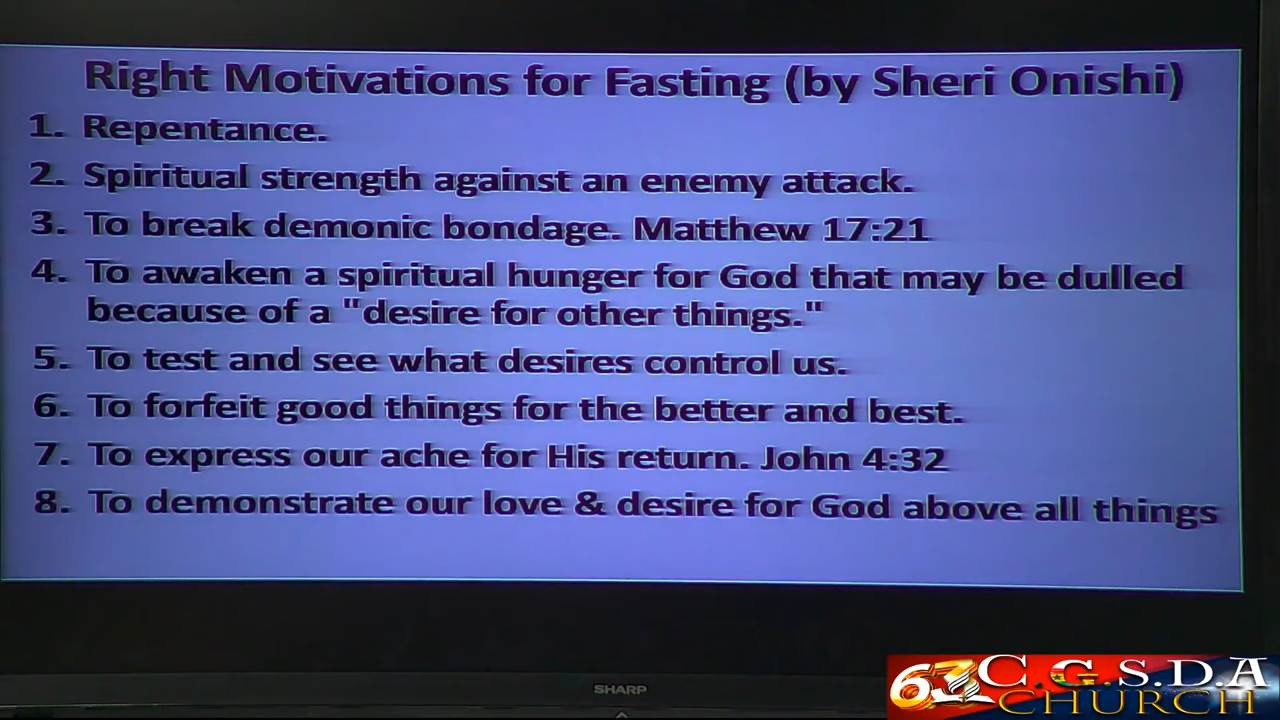 Right Motivations for Fasting (by Sheri Onishi)
1. Repentance.
2. Spiritual strength against an enemy attack.
3. To break demonic bondage. Matthew 17:21
4. To awaken a spiritual hunger for God that may be dulled
because of a "desire for other things."
5. To test and see what desires control us.
6. To forfeit good things for the better and best.
7. To express our ache for His return. John 4:32
8. To demonstrate our love & desire for God above all things
SHARP
C.G.S.D.A
CHURCH